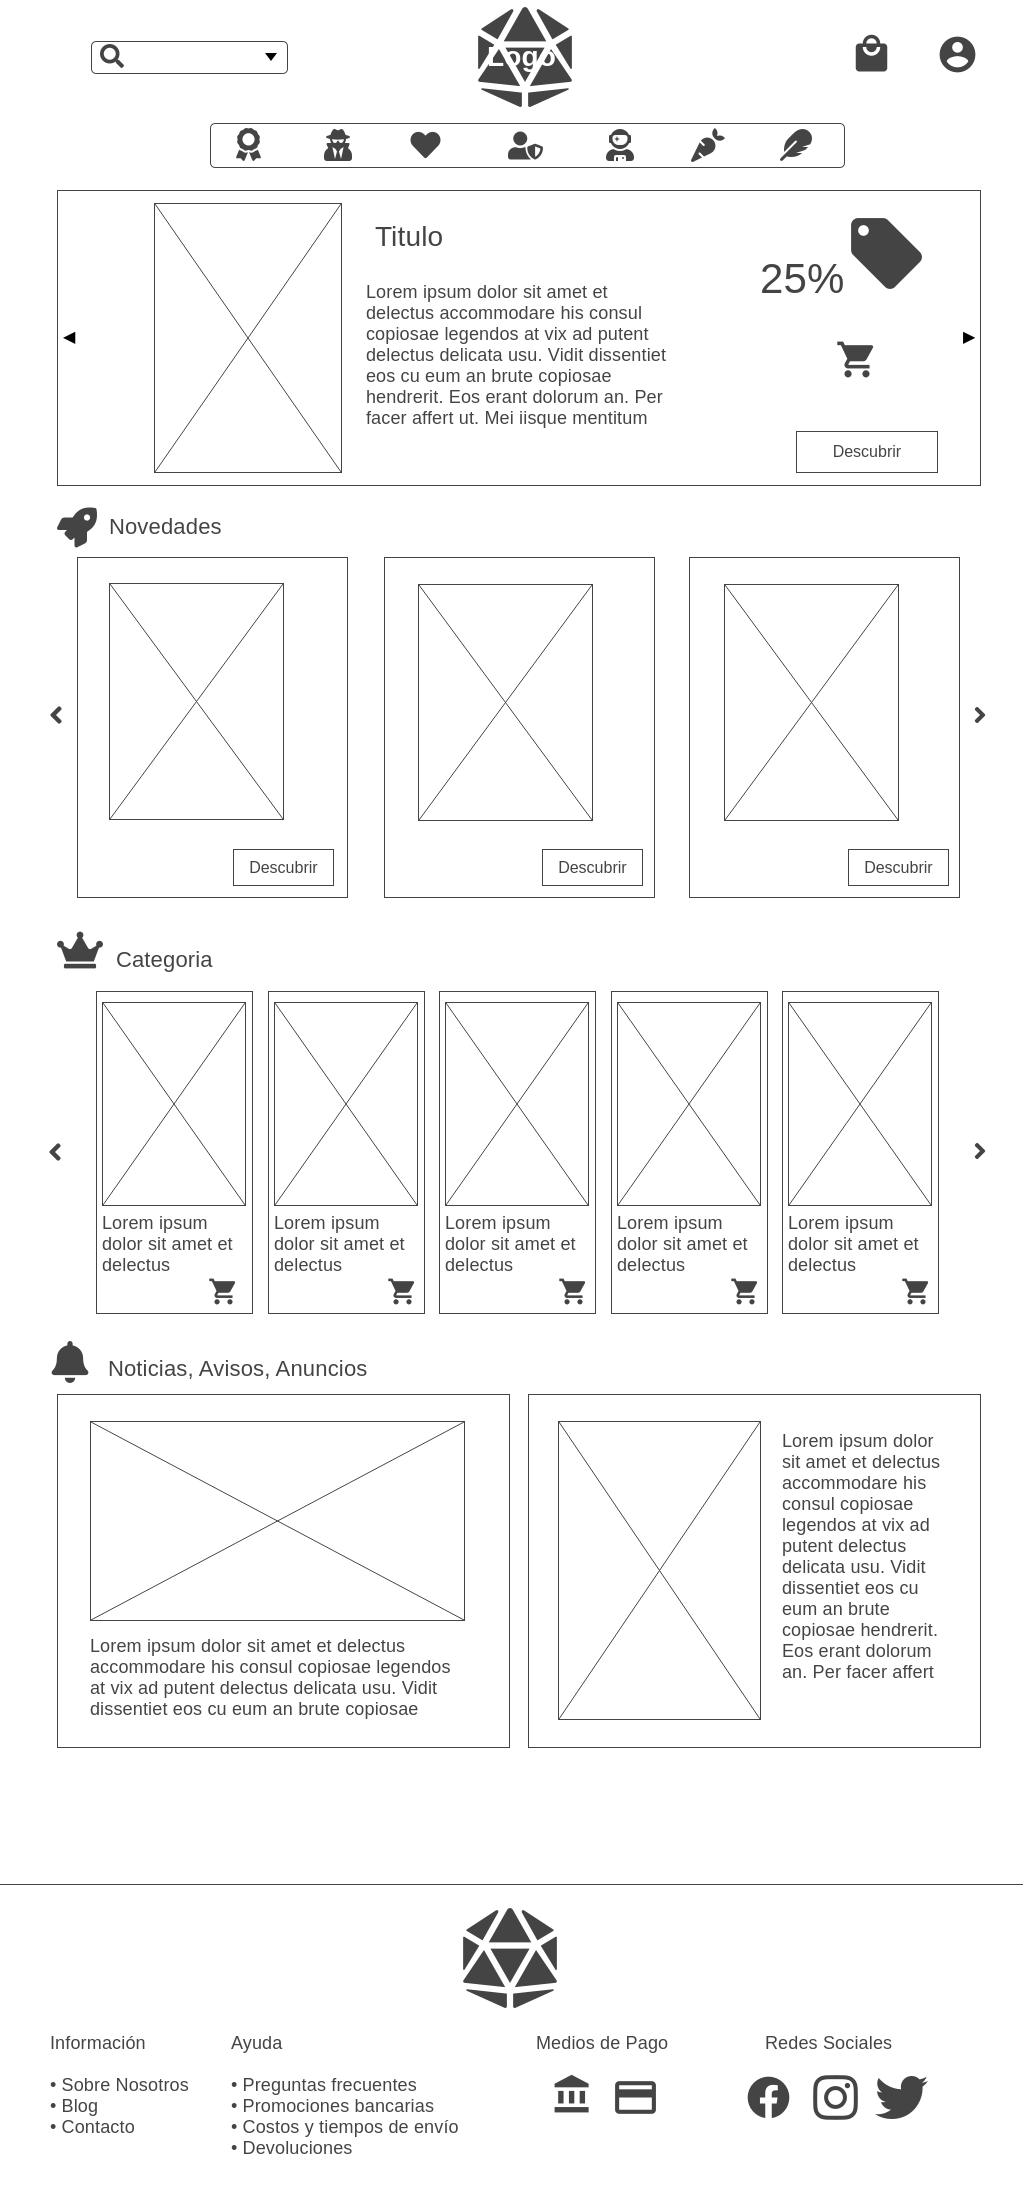 Logo
Titulo
Lorem ipsum dolor sit amet et
delectus accommodare his consul
copiosae legendos at vix ad putent
delectus delicata usu. Vidit dissentiet
eos cu eum an brute copiosae
hendrerit. Eos erant dolorum an. Per
facer affert ut. Mei iisque mentitum
25%
Descubrir
Novedades
Descubrir
Descubrir
Descubrir
Categoria
Lorem ipsum
dolor sit amet et
delectus
Lorem ipsum
dolor sit amet et
delectus
Lorem ipsum
dolor sit amet et
delectus
Lorem ipsum
dolor sit amet et
delectus
Lorem ipsum
dolor sit amet et
delectus
Noticias, Avisos, Anuncios
Lorem ipsum dolor sit amet et delectus
accommodare his consul copiosae legendos
at vix ad putent delectus delicata usu. Vidit
dissentiet eos cu eum an brute copiosae
Lorem ipsum dolor
sit amet et delectus
accommodare his
consul copiosae
legendos at vix ad
putent delectus
delicata usu. Vidit
dissentiet eos cu
eum an brute
copiosae hendrerit.
Eos erant dolorum
an. Per facer affert
Información
• Sobre Nosotros
• Blog
• Contacto
Ayuda
• Preguntas frecuentes
• Promociones bancarias
• Costos y tiempos de envío
• Devoluciones
Medios de Pago
Redes Sociales